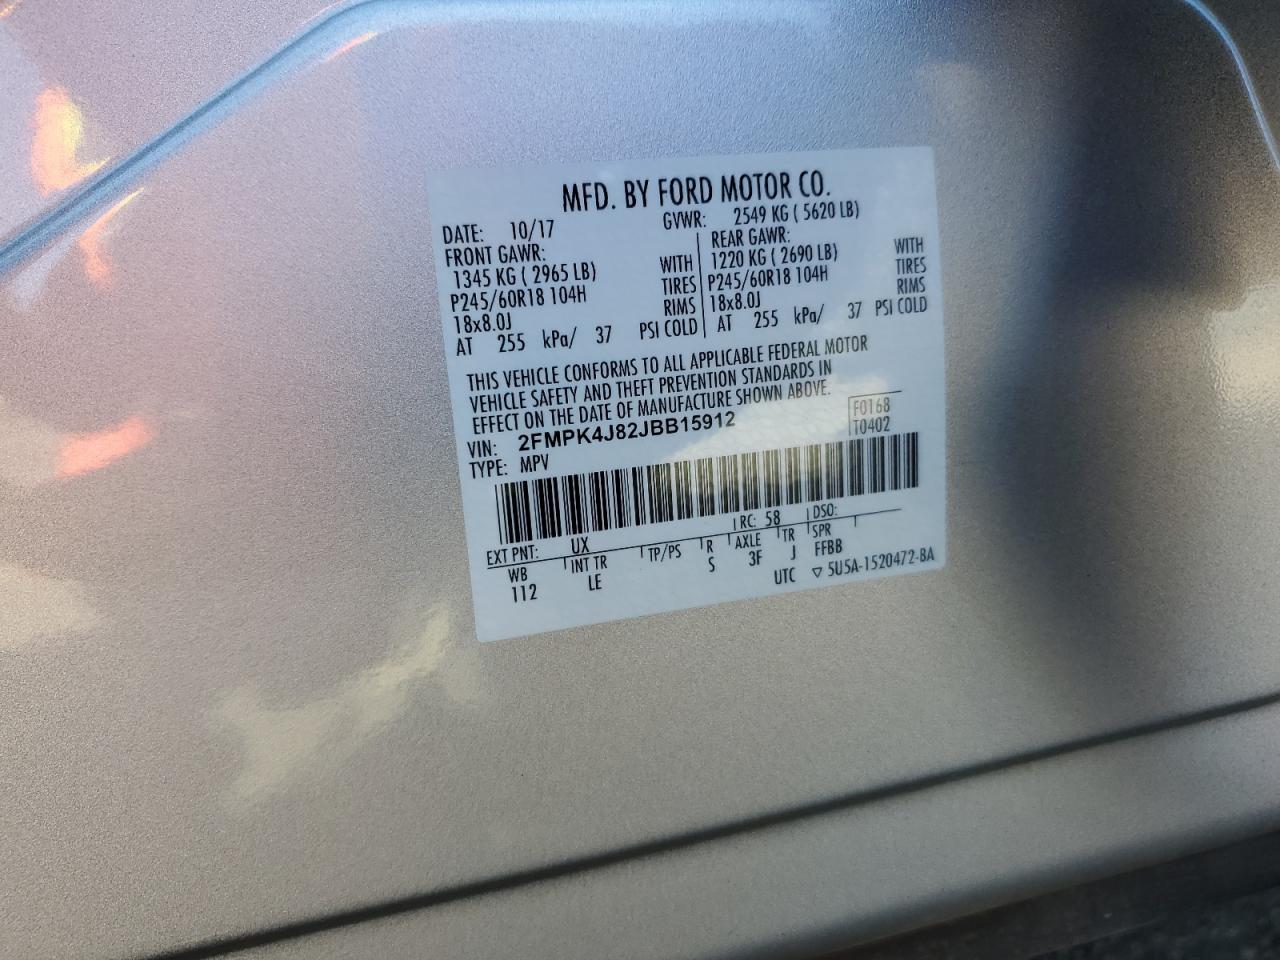 MFD. BY FORD MOTOR CO.
DATE: 10/17 GVWR: 2549 KG ( 5620 LB)
FRONT GAWR: REAR GAWR:
1345 KG ( 2965 LB) WITH 1220 KG ( 2690 LB) WITH
P245/60R18 104H TIRES P245/60R18 104H TIRES
18x8.0J RIMS 18x8.0J RIMS
AT 255 kPa/ 37 PSI COLD AT 255 kPa/ 37 PSI COLD
THIS VEHICLE CONFORMS TO ALL APPLICABLE FEDERAL MOTOR
VEHICLE SAFETY AND THEFT PREVENTION STANDARDS IN
EFFECT ON THE DATE OF MANUFACTURE SHOWN ABOVE.
VIN: 2FMPK4J82JBB15912 F0168
TYPE: MPV T0402
EXT PNT: UX RC: 58 DSO:
WB INT TR TP/PS R AXLE TR SPR
112 LE S 3F J FFBB
UTC ▽ 5U5A-1520472-BA